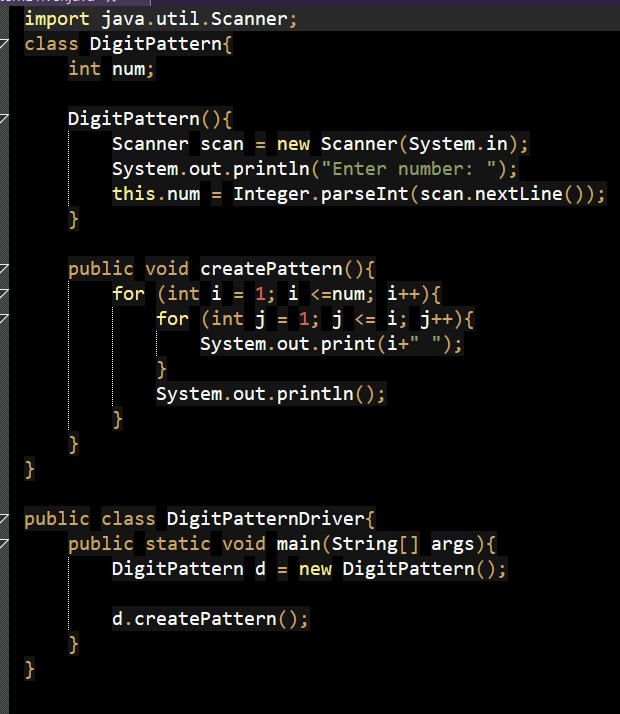 import java.util.Scanner;
class DigitPattern{
int num;
DigitPattern(){
Scanner scan = new Scanner(System.in);
System.out.println("Enter number: ");
this.num = Integer.parseInt(scan.nextLine());
}
public void createPattern(){
for (int i = 1; i <=num; i++){
for (int j = 1; j <= i; j++){
System.out.print(i+" ");
}
System.out.println();
}
}
}
public class DigitPatternDriver{
public static void main(String[] args){
DigitPattern d = new DigitPattern();
d.createPattern();
}
}